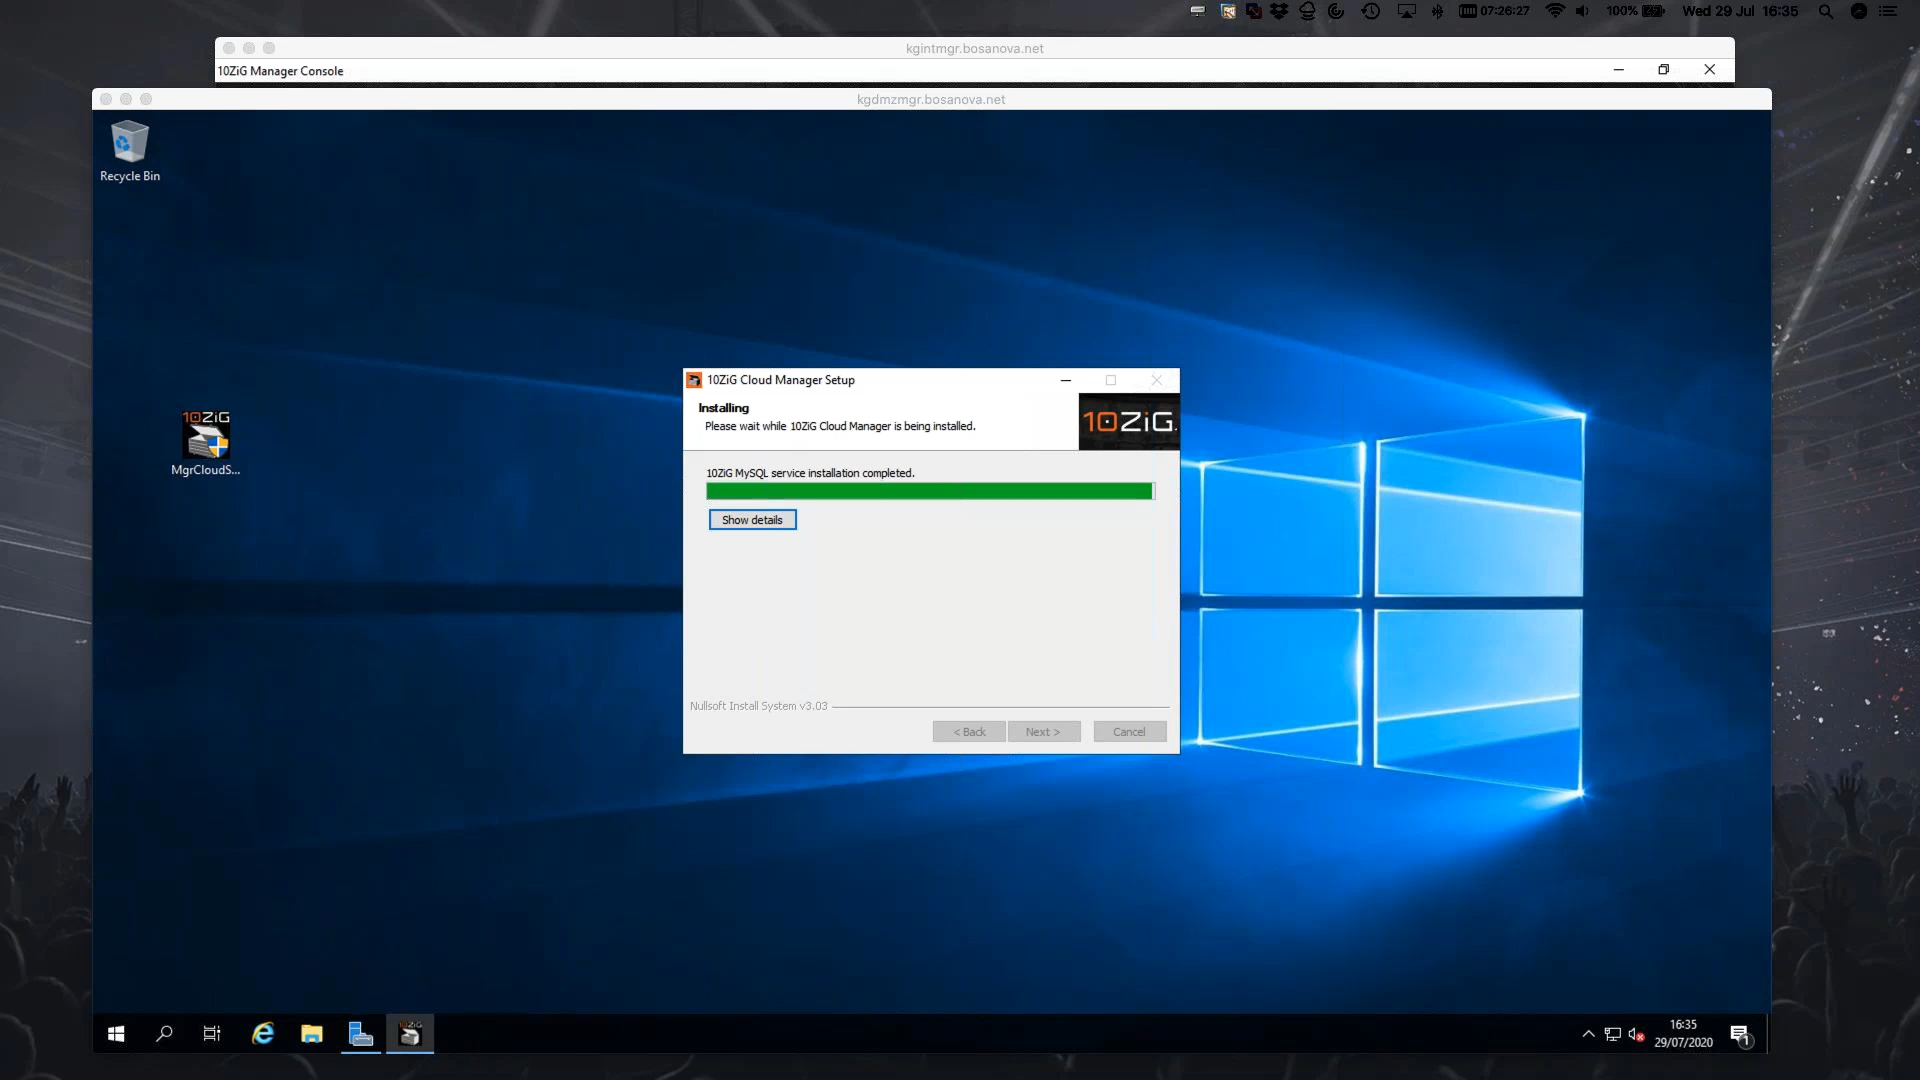 07:26:27
100%
Wed 29 Jul 16:35
kgintmgr.bosanova.net
10ZiG Manager Console
kgdmzmgr.bosanova.net
Recycle Bin
10ZiG
MgrCloudS...
10ZiG Cloud Manager Setup
Installing
Please wait while 10ZiG Cloud Manager is being installed.
10ZiG.
10ZiG MySQL service installation completed.
Show details
Nullsoft Install System v3.03
< Back
Next >
Cancel
10ZiG
16:35
29/07/2020
1